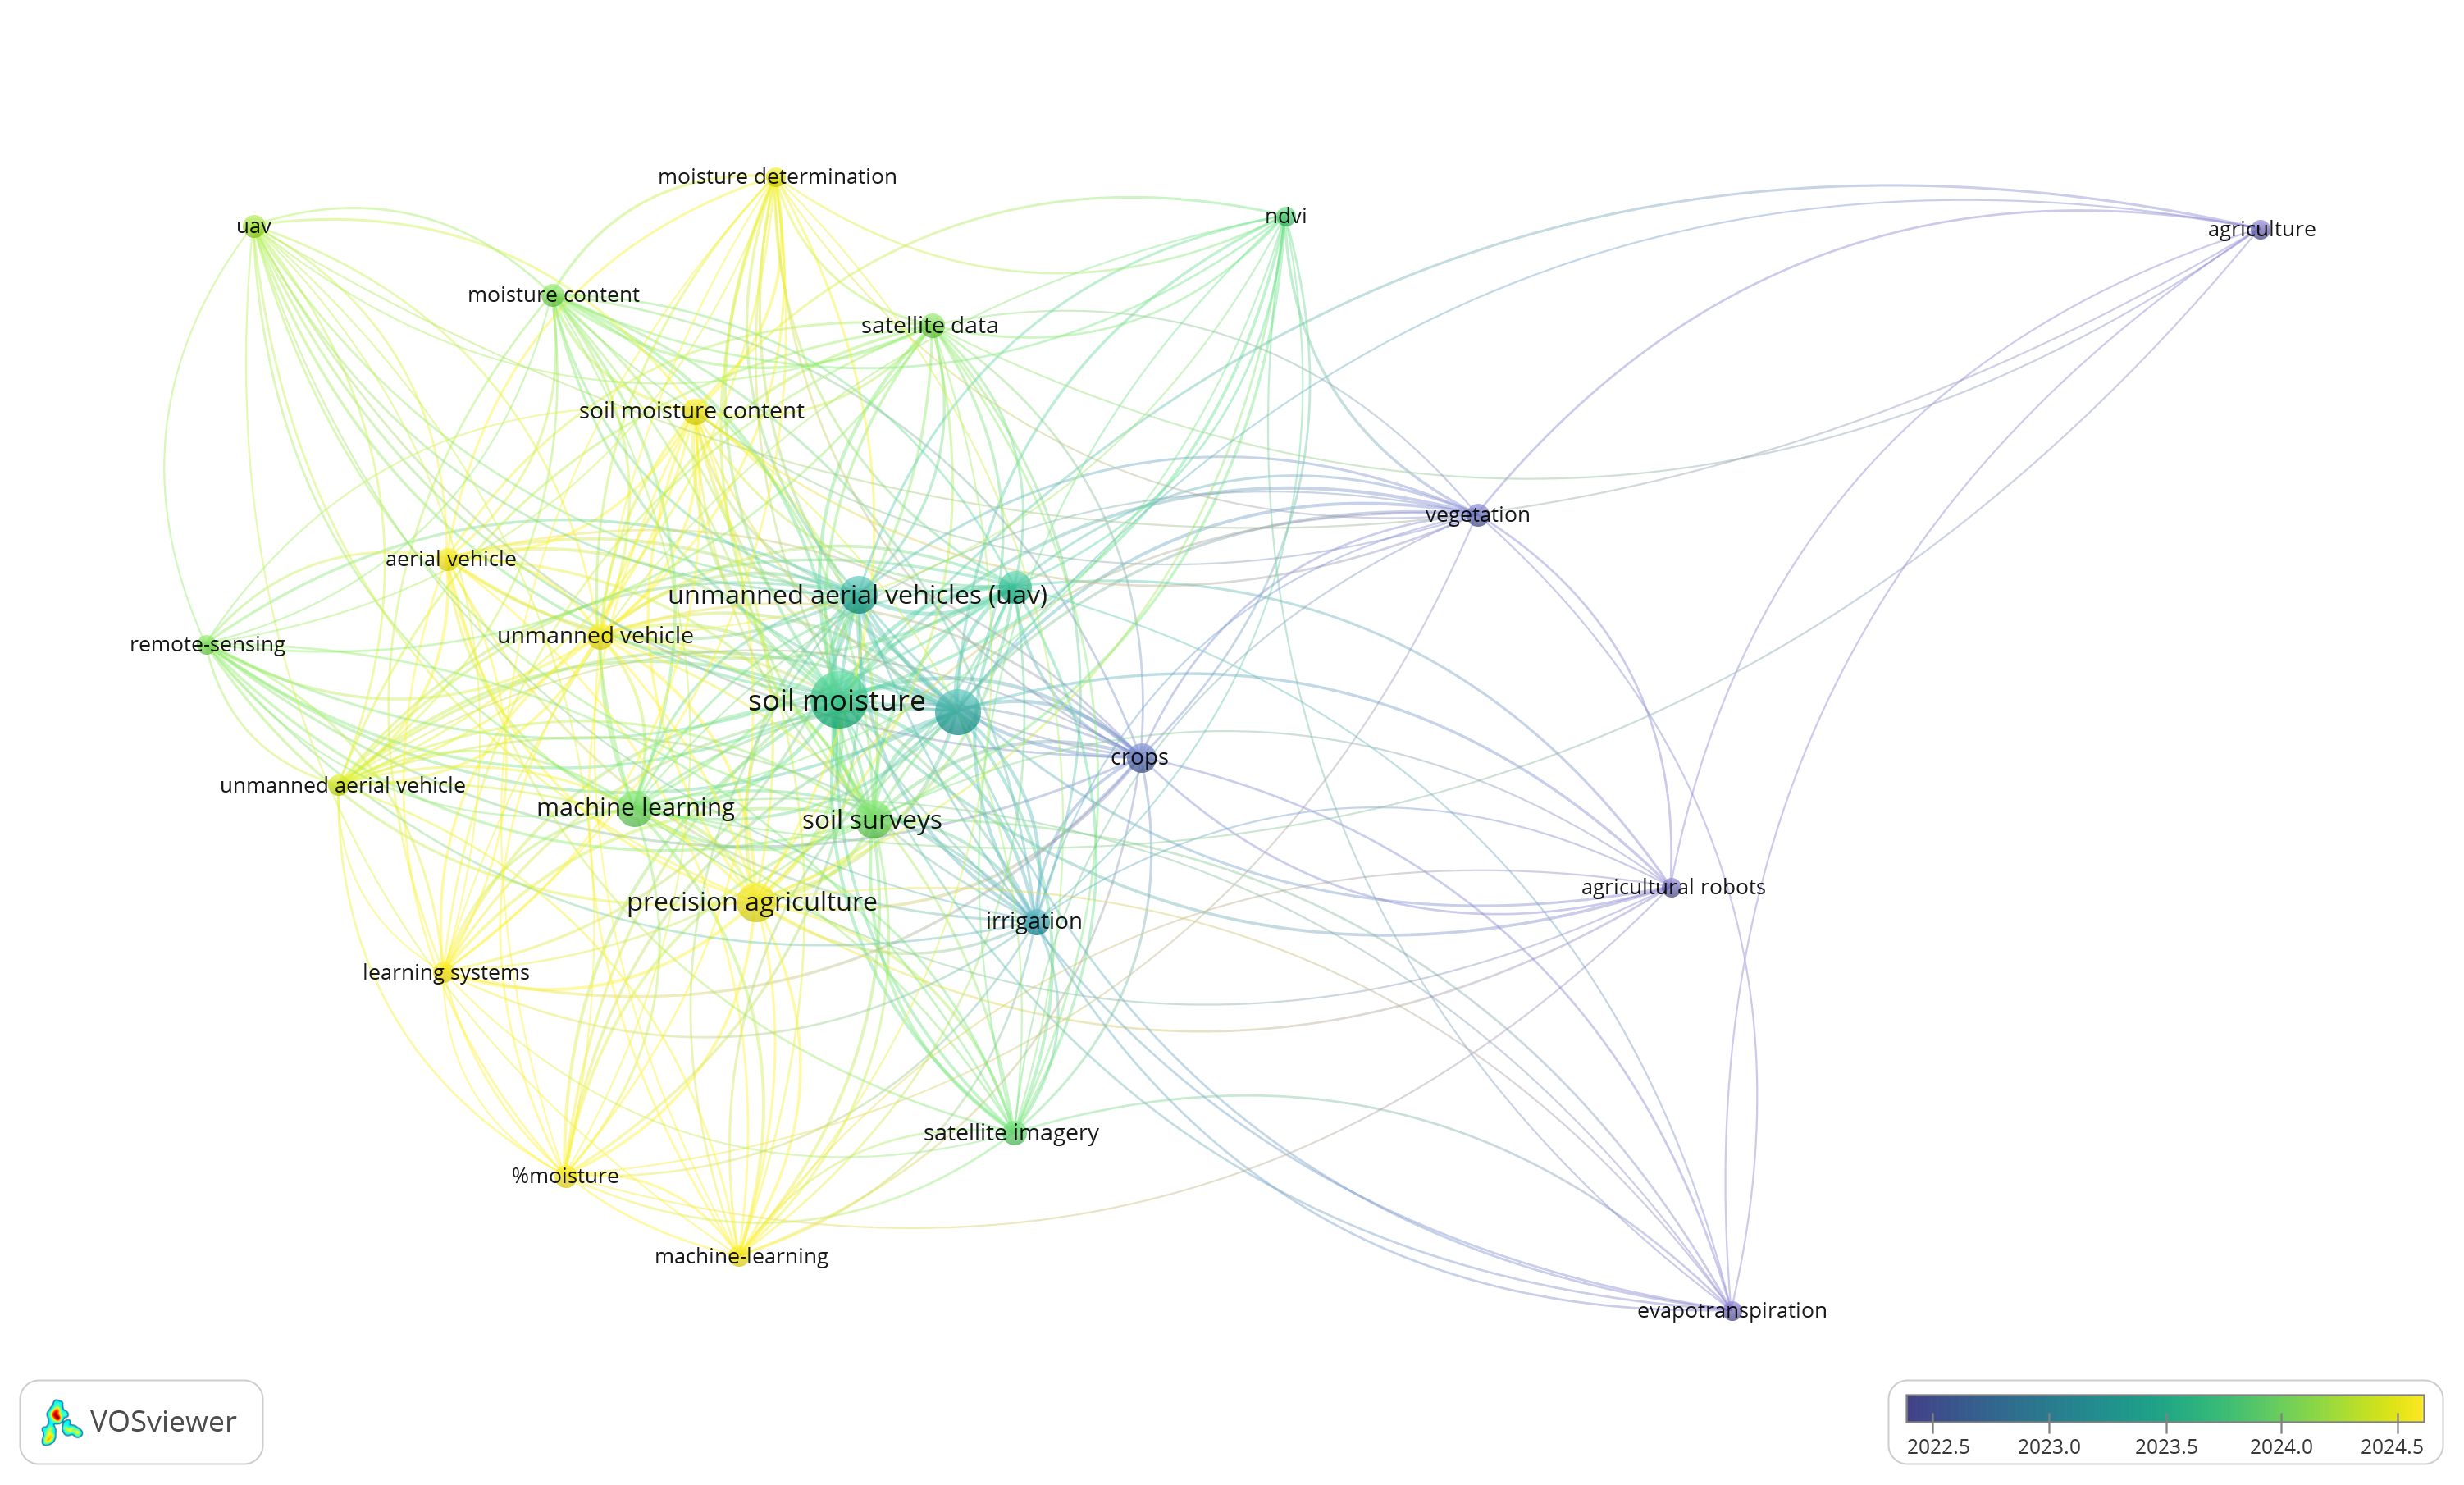 moisture determination
uav
ndvi
agriculture
moisture content
satellite data
soil moisture content
vegetation
aerial vehicle
unmanned aerial vehicles (uav)
unmanned vehicle
remote-sensing
soil moisture
crops
unmanned aerial vehicle
machine learning
soil surveys
agricultural robots
precision agriculture
irrigation
learning systems
satellite imagery
%moisture
machine-learning
evapotranspiration
VOSviewer
2022.5 2023.0 2023.5 2024.0 2024.5